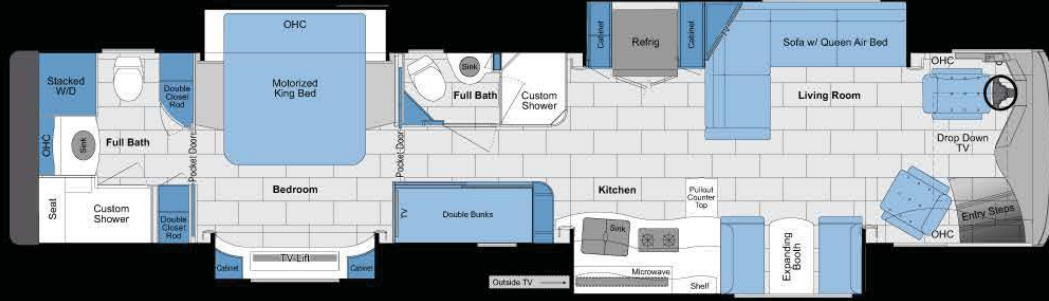 OHC
Cabinet
Refrig
Cabinet
TV
Sofa w/ Queen Air Bed
OHC
Stacked
W/D
Double
Closet
Rod
Motorized
King Bed
Sink
Full Bath
Custom
Shower
Living Room
OHC
Sink
Full Bath
Pocket Doors
Pocket Door
Drop Down
TV
Seat
Custom
Shower
Double
Closet
Rod
Bedroom
TV
Double Bunks
Kitchen
Pullout
Counter
Top
Entry Steps
OHC
Sink
Expanding
Booth
Cabinet
TV-Lift
Cabinet
Outside TV
Microwave
Shelf